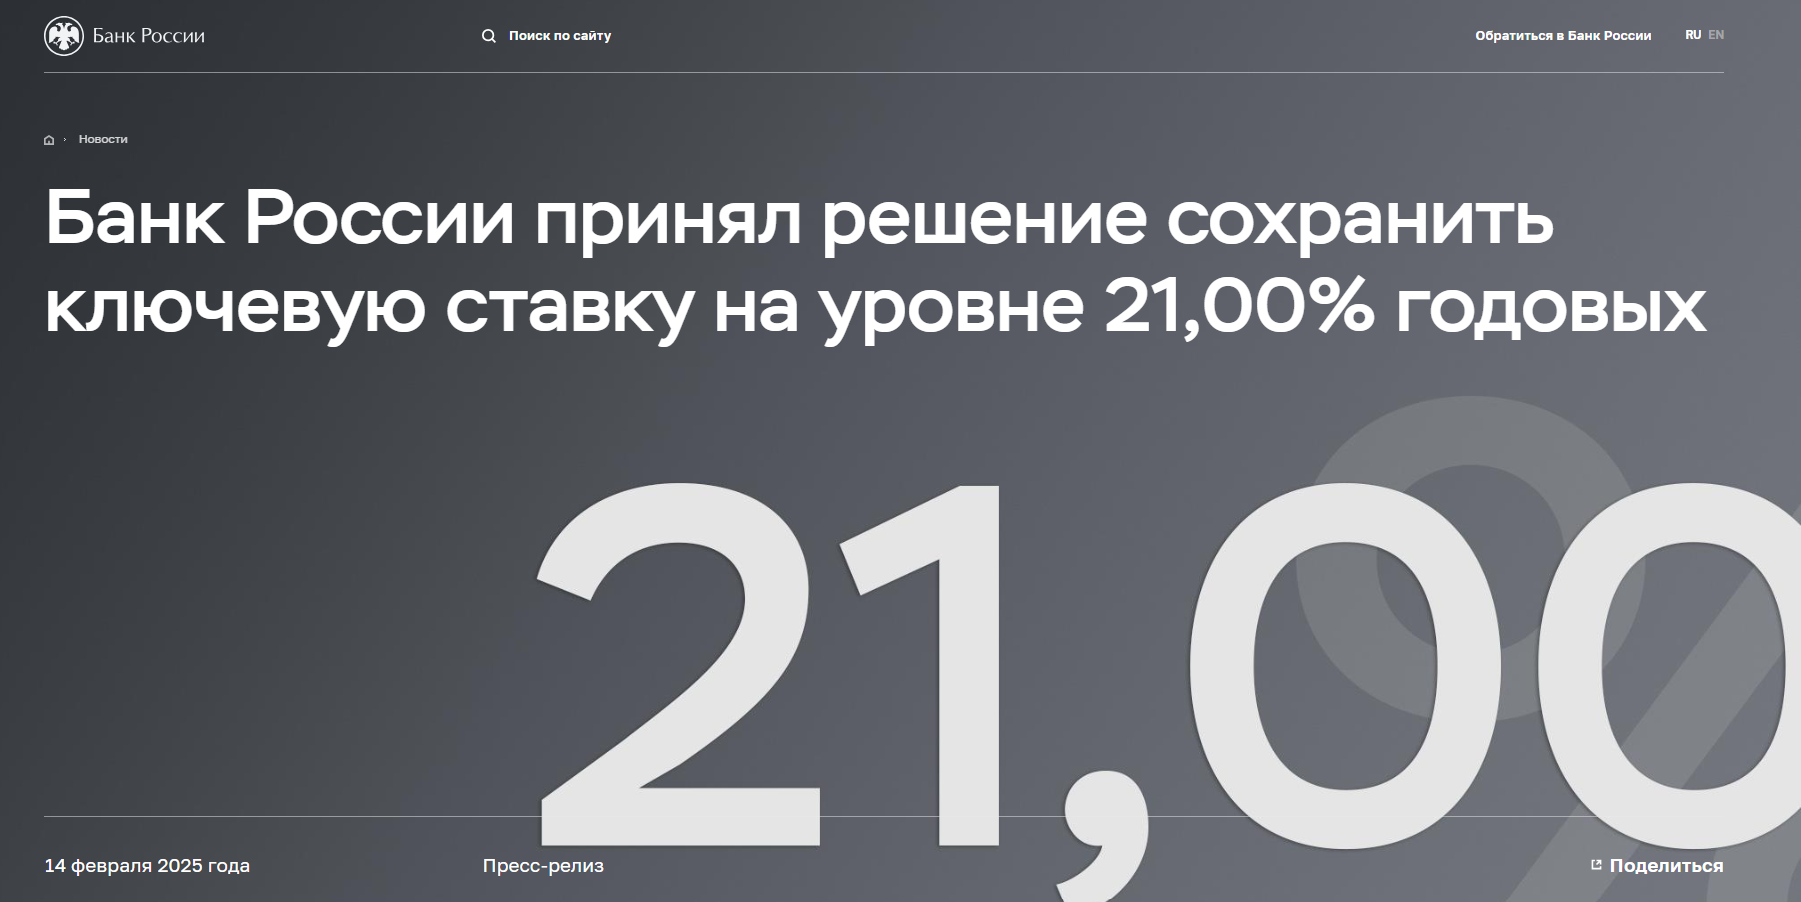 Банк России
Поиск по сайту
Обратиться в Банк России
RU EN
Новости
Банк России принял решение сохранить
ключевую ставку на уровне 21,00% годовых
21,00
14 февраля 2025 года
Пресс-релиз
Поделиться